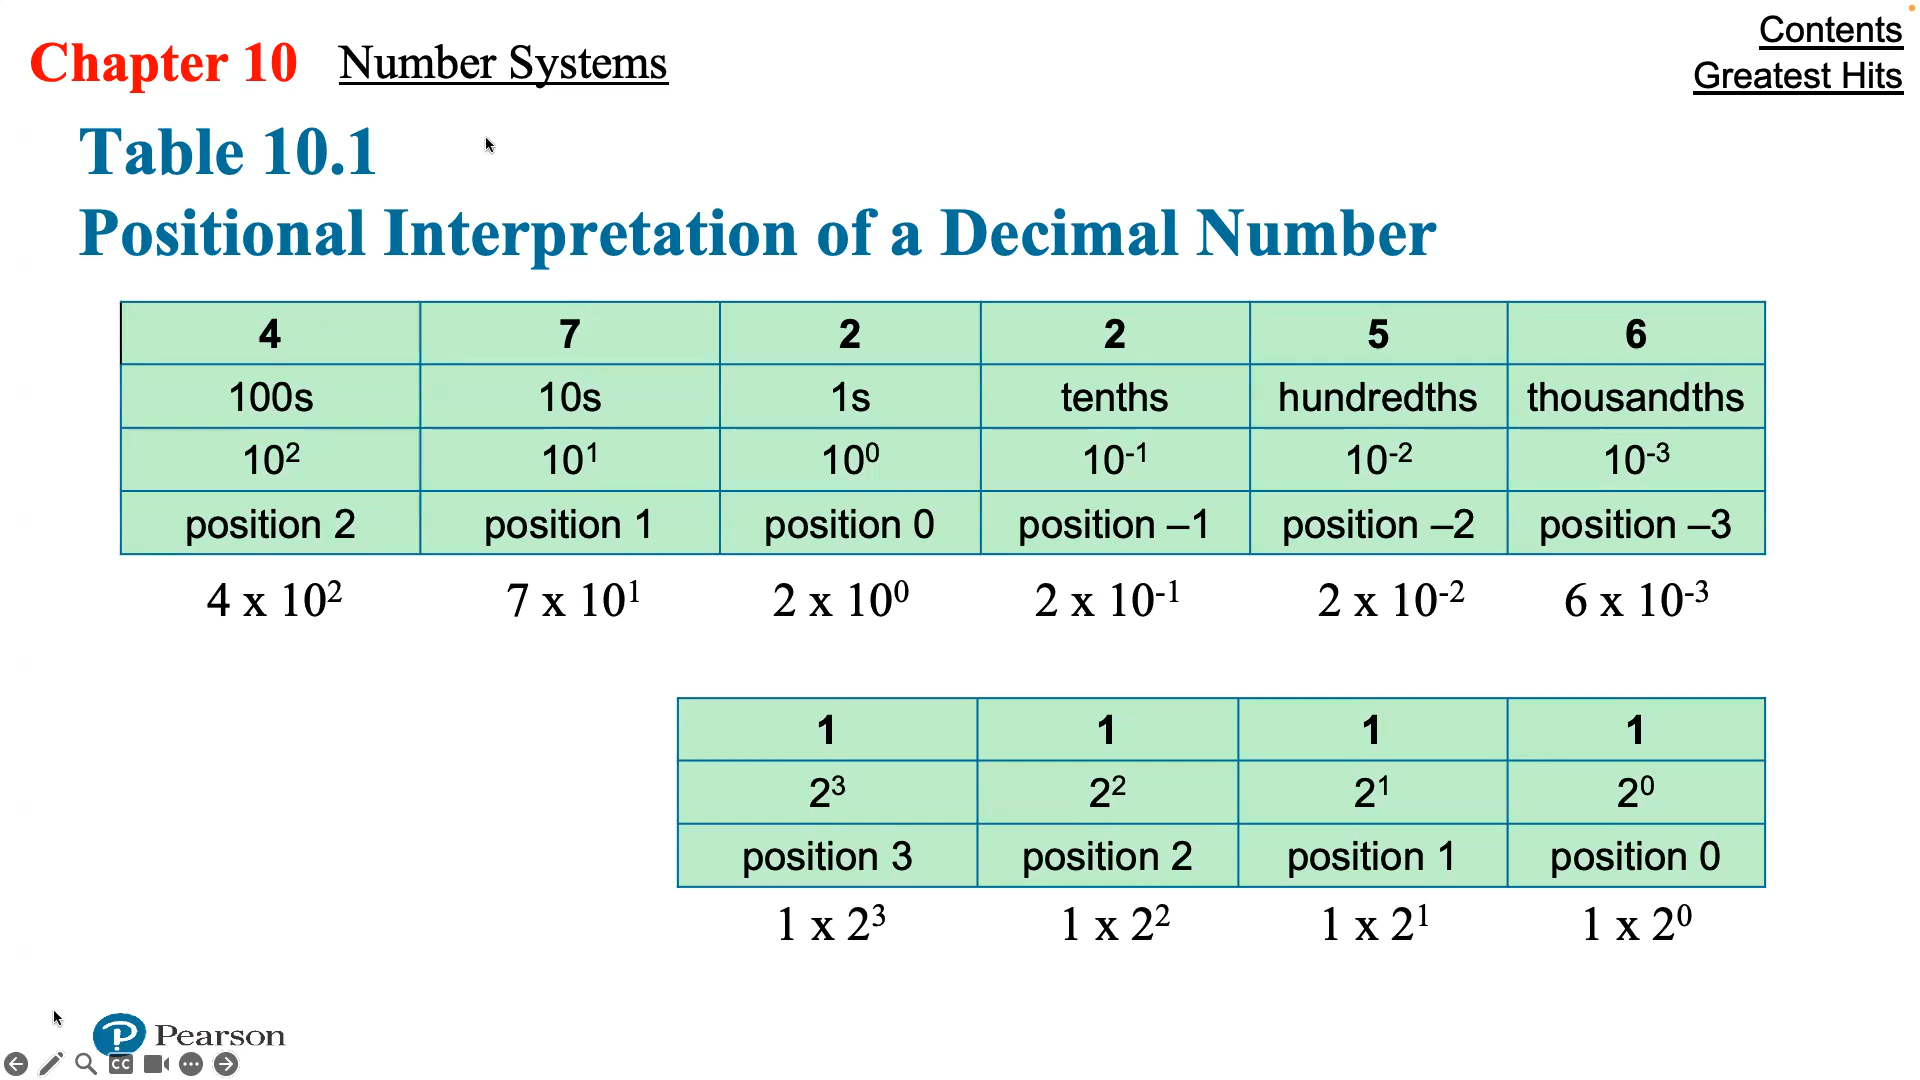 Contents
Chapter 10 Number Systems
Greatest Hits
Table 10.1
Positional Interpretation of a Decimal Number
4 7 2 2 5 6
100s 10s 1s tenths hundredths thousandths
10² 10¹ 10⁰ 10⁻¹ 10⁻² 10⁻³
position 2 position 1 position 0 position –1 position –2 position –3
4 x 10² 7 x 10¹ 2 x 10⁰ 2 x 10⁻¹ 2 x 10⁻² 6 x 10⁻³
1 1 1 1
2³ 2² 2¹ 2⁰
position 3 position 2 position 1 position 0
1 x 2³ 1 x 2² 1 x 2¹ 1 x 2⁰
Pearson
CC